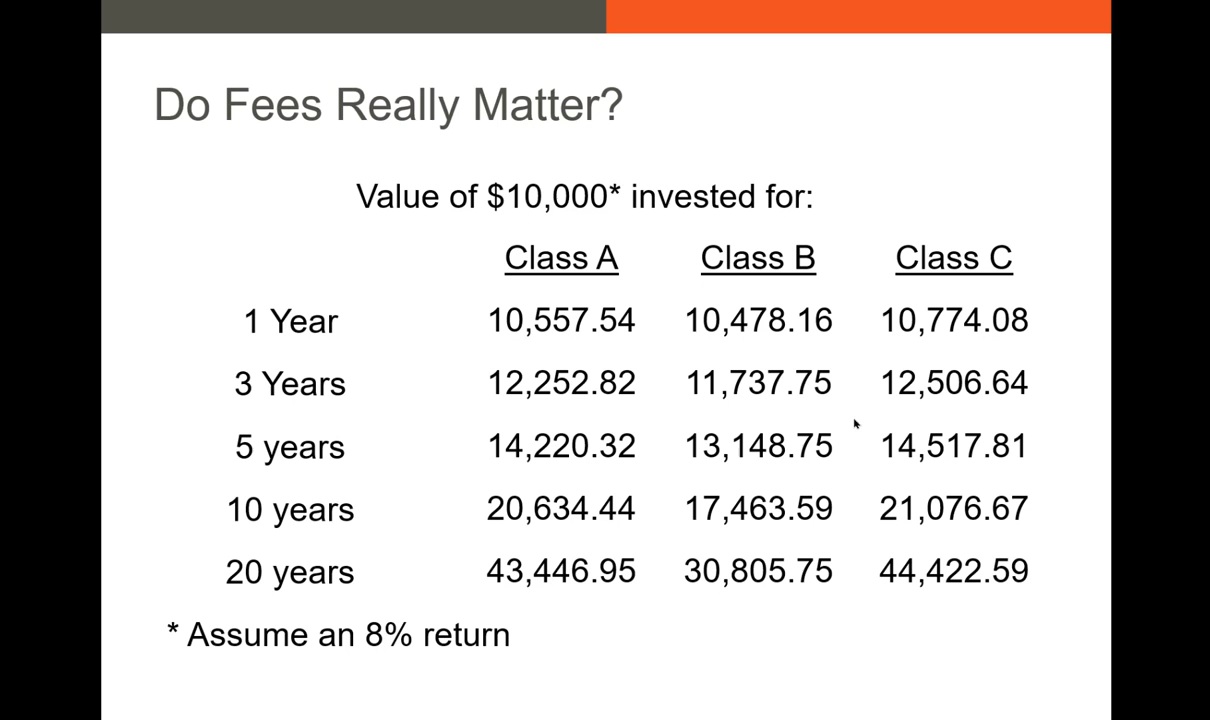 Do Fees Really Matter?
Value of $10,000* invested for:
Class A Class B Class C
1 Year 10,557.54 10,478.16 10,774.08
3 Years 12,252.82 11,737.75 12,506.64
5 years 14,220.32 13,148.75 14,517.81
10 years 20,634.44 17,463.59 21,076.67
20 years 43,446.95 30,805.75 44,422.59
* Assume an 8% return